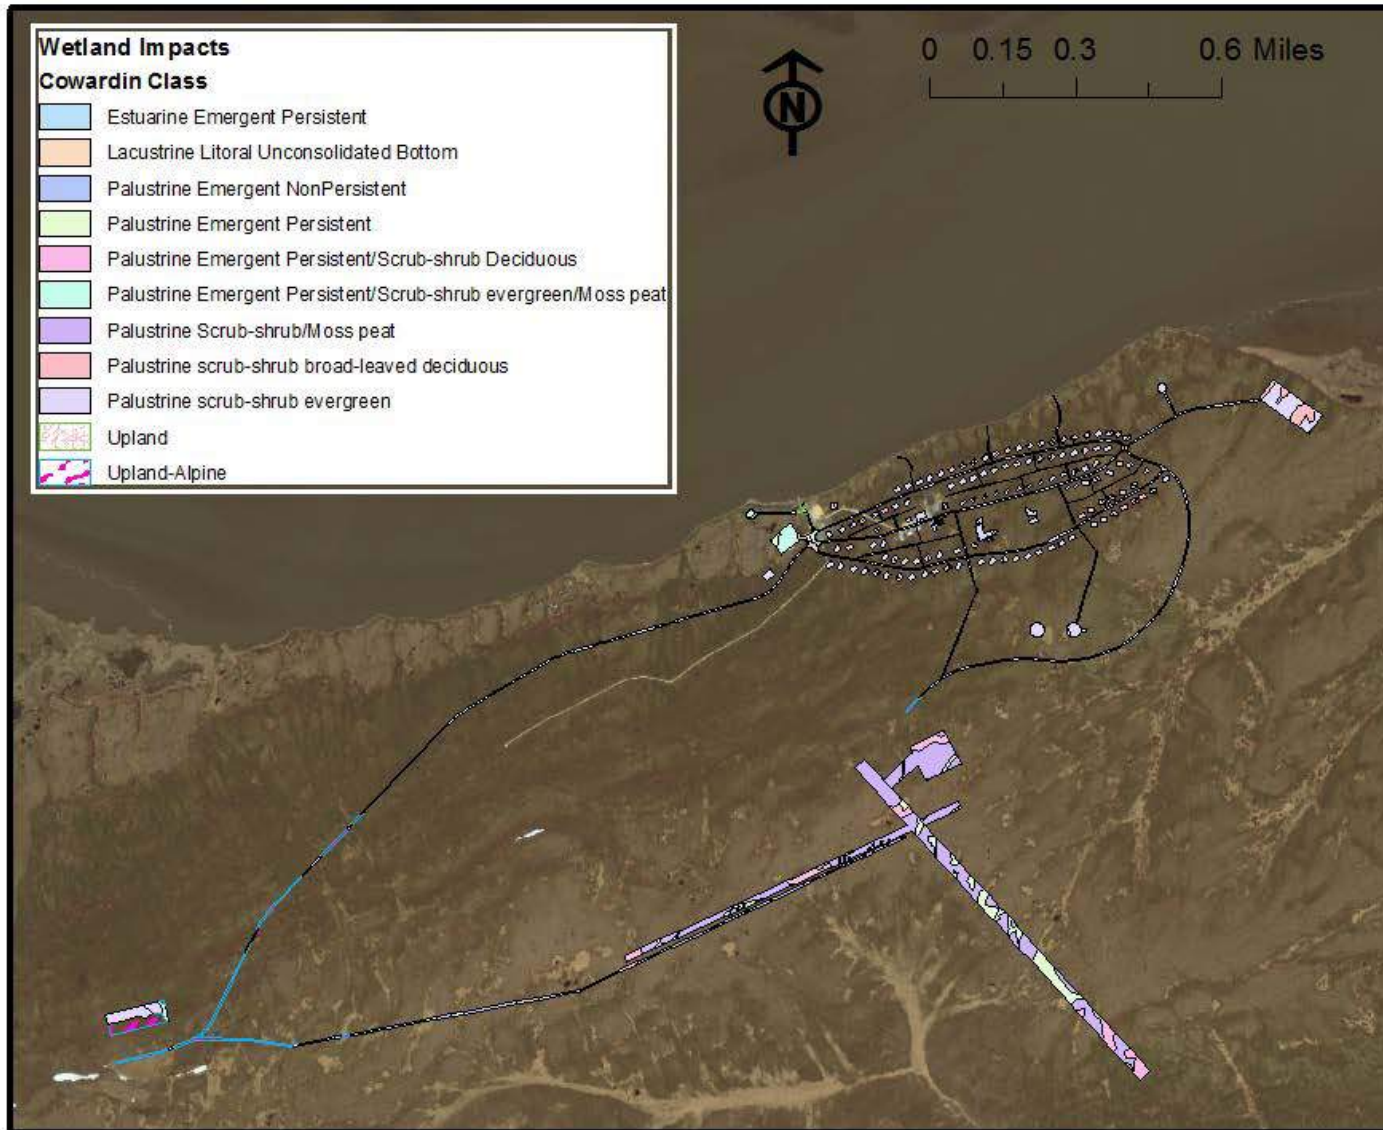 Wetland Impacts
Cowardin Class
Estuarine Emergent Persistent
Lacustrine Litoral Unconsolidated Bottom
Palustrine Emergent NonPersistent
Palustrine Emergent Persistent
Palustrine Emergent Persistent/Scrub-shrub Deciduous
Palustrine Emergent Persistent/Scrub-shrub evergreen/Moss peat
Palustrine Scrub-shrub/Moss peat
Palustrine scrub-shrub broad-leaved deciduous
Palustrine scrub-shrub evergreen
Upland
Upland-Alpine
N
0 0.15 0.3 0.6 Miles